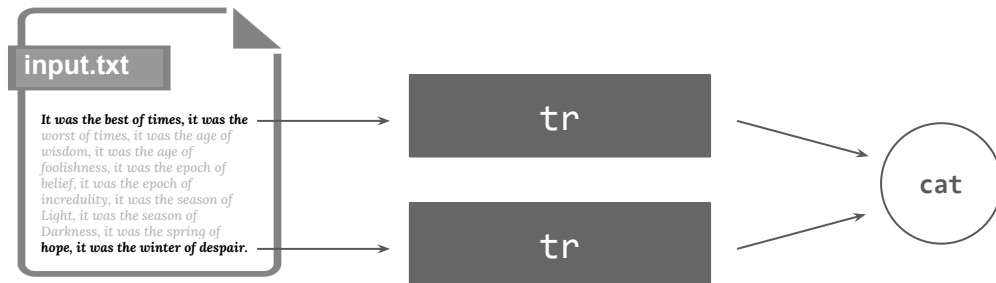 input.txt
It was the best of times, it was the
worst of times, it was the age of
wisdom, it was the age of
foolishness, it was the epoch of
belief, it was the epoch of
incredulity, it was the season of
Light, it was the season of
Darkness, it was the spring of
hope, it was the winter of despair.
tr
tr
cat